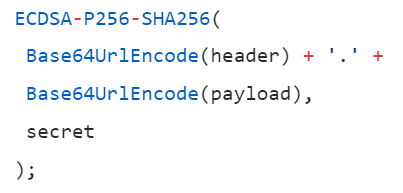 ECDSA-P256-SHA256(
Base64UrlEncode(header) + '.' +
Base64UrlEncode(payload),
secret
);